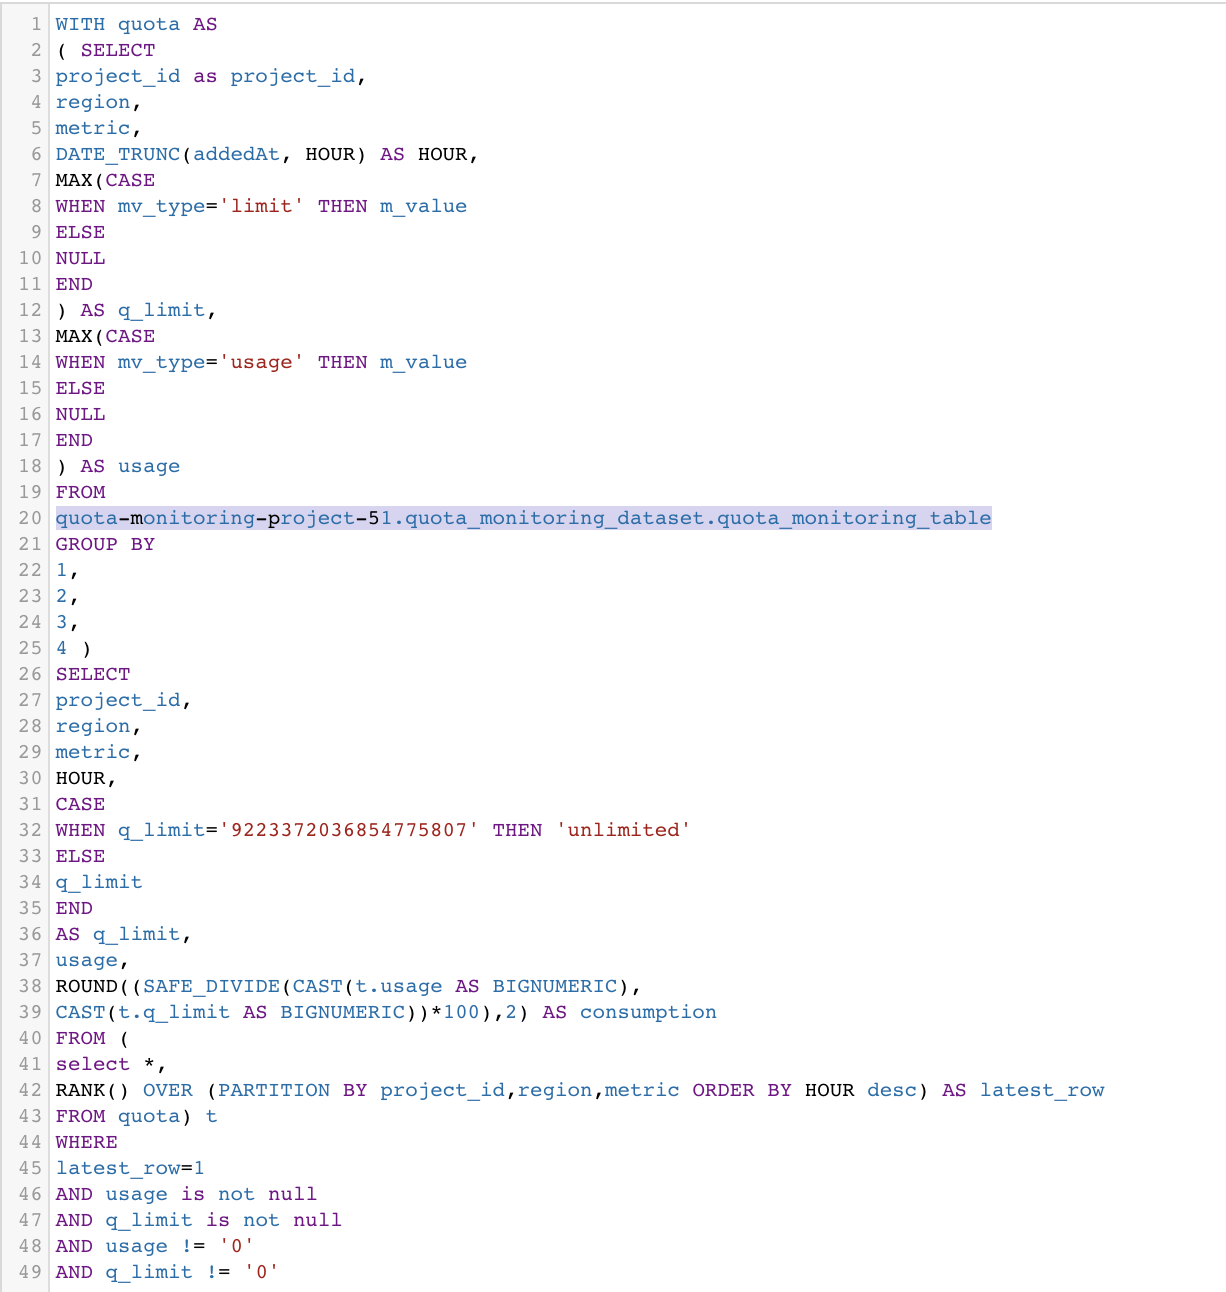 1 WITH quota AS
2 ( SELECT
3 project_id as project_id,
4 region,
5 metric,
6 DATE_TRUNC(addedAt, HOUR) AS HOUR,
7 MAX(CASE
8 WHEN mv_type='limit' THEN m_value
9 ELSE
10 NULL
11 END
12 ) AS q_limit,
13 MAX(CASE
14 WHEN mv_type='usage' THEN m_value
15 ELSE
16 NULL
17 END
18 ) AS usage
19 FROM
20 quota-monitoring-project-51.quota_monitoring_dataset.quota_monitoring_table
21 GROUP BY
22 1,
23 2,
24 3,
25 4 )
26 SELECT
27 project_id,
28 region,
29 metric,
30 HOUR,
31 CASE
32 WHEN q_limit='9223372036854775807' THEN 'unlimited'
33 ELSE
34 q_limit
35 END
36 AS q_limit,
37 usage,
38 ROUND((SAFE_DIVIDE(CAST(t.usage AS BIGNUMERIC),
39 CAST(t.q_limit AS BIGNUMERIC))*100),2) AS consumption
40 FROM (
41 select *,
42 RANK() OVER (PARTITION BY project_id,region,metric ORDER BY HOUR desc) AS latest_row
43 FROM quota) t
44 WHERE
45 latest_row=1
46 AND usage is not null
47 AND q_limit is not null
48 AND usage != '0'
49 AND q_limit != '0'